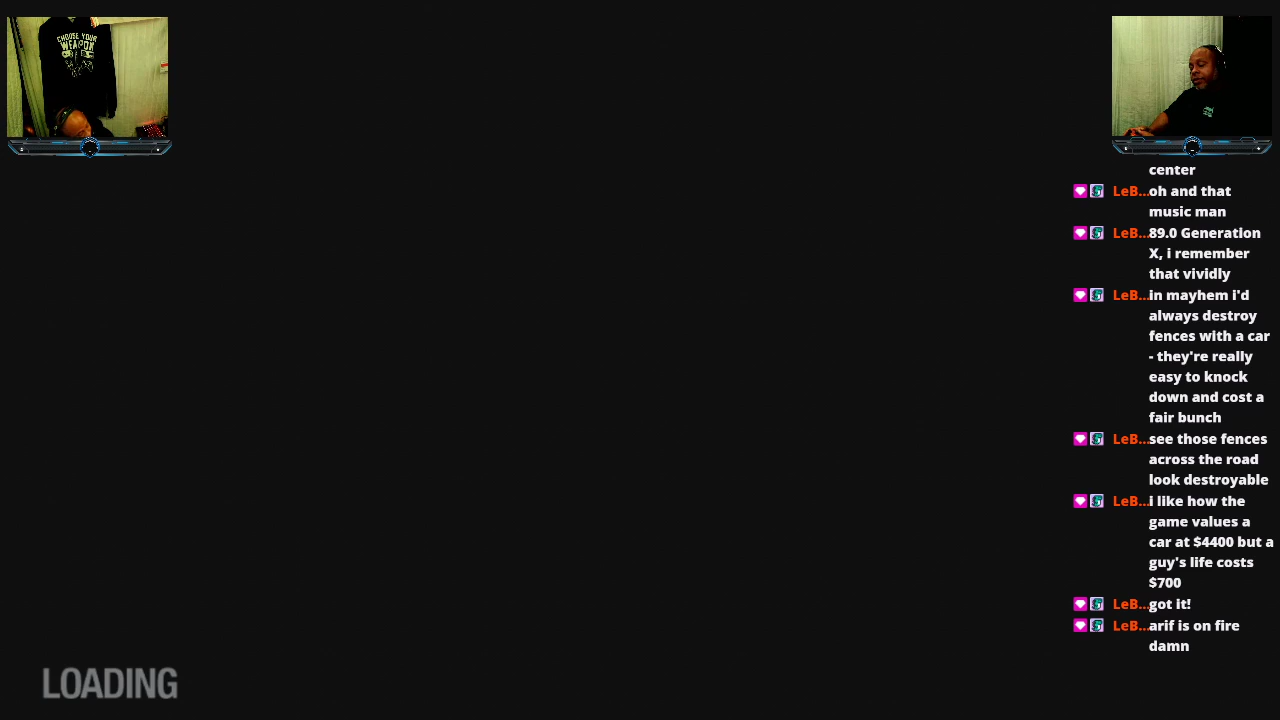 CHOOSE YOUR
WEAPON
center
LeB...oh and that
music man
LeB...89.0 Generation
X, i remember
that vividly
LeB...in mayhem i'd
always destroy
fences with a car
- they're really
easy to knock
down and cost a
fair bunch
LeB...see those fences
across the road
look destroyable
LeB...i like how the
game values a
car at $4400 but a
guy's life costs
$700
LeB...got it!
LeB...arif is on fire
damn
LOADING